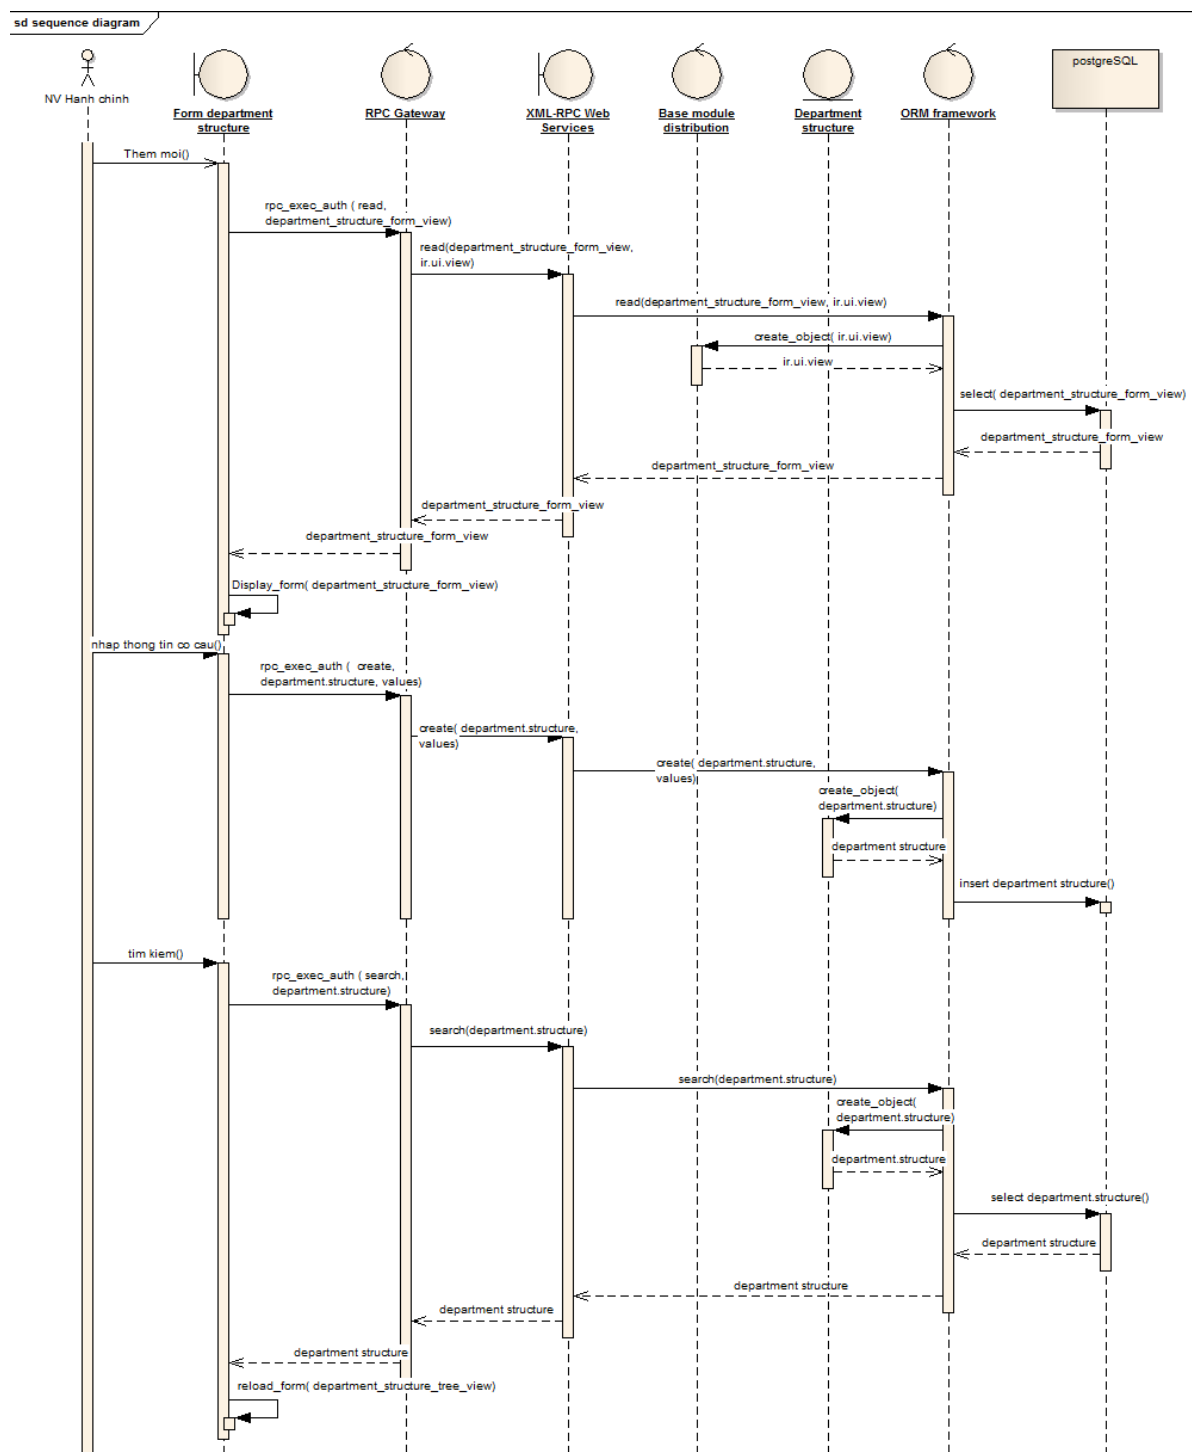 sd sequence diagram
NV Hanh chinh
Form department
structure
RPC Gateway
XML-RPC Web
Services
Base module
distribution
Department
structure
ORM framework
postgreSQL
Them moi()
rpc_exec_auth ( read,
department_structure_form_view)
read(department_structure_form_view,
ir.ui.view)
read(department_structure_form_view, ir.ui.view)
create_object( ir.ui.view)
ir.ui.view
select( department_structure_form_view)
department_structure_form_view
department_structure_form_view
department_structure_form_view
department_structure_form_view
Display_form( department_structure_form_view)
nhap thong tin co cau()
rpc_exec_auth ( create,
department.structure, values)
create( department.structure,
values)
create( department.structure,
values)
create_object(
department.structure)
department structure
insert department structure()
tim kiem()
rpc_exec_auth ( search,
department.structure)
search(department.structure)
search(department.structure)
create_object(
department.structure)
department.structure
select department.structure()
department structure
department structure
department structure
department structure
reload_form( department_structure_tree_view)